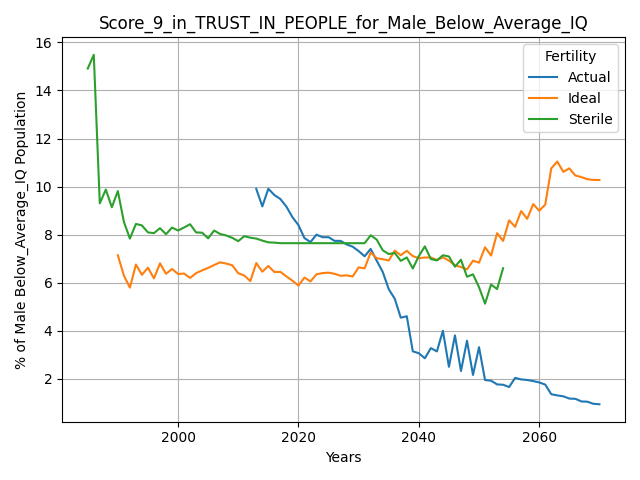 Score_9_in_TRUST_IN_PEOPLE_for_Male_Below_Average_IQ
% of Male Below_Average_IQ Population
16
14
12
10
8
6
4
2
Fertility
Actual
Ideal
Sterile
2000 2020 2040 2060
Years